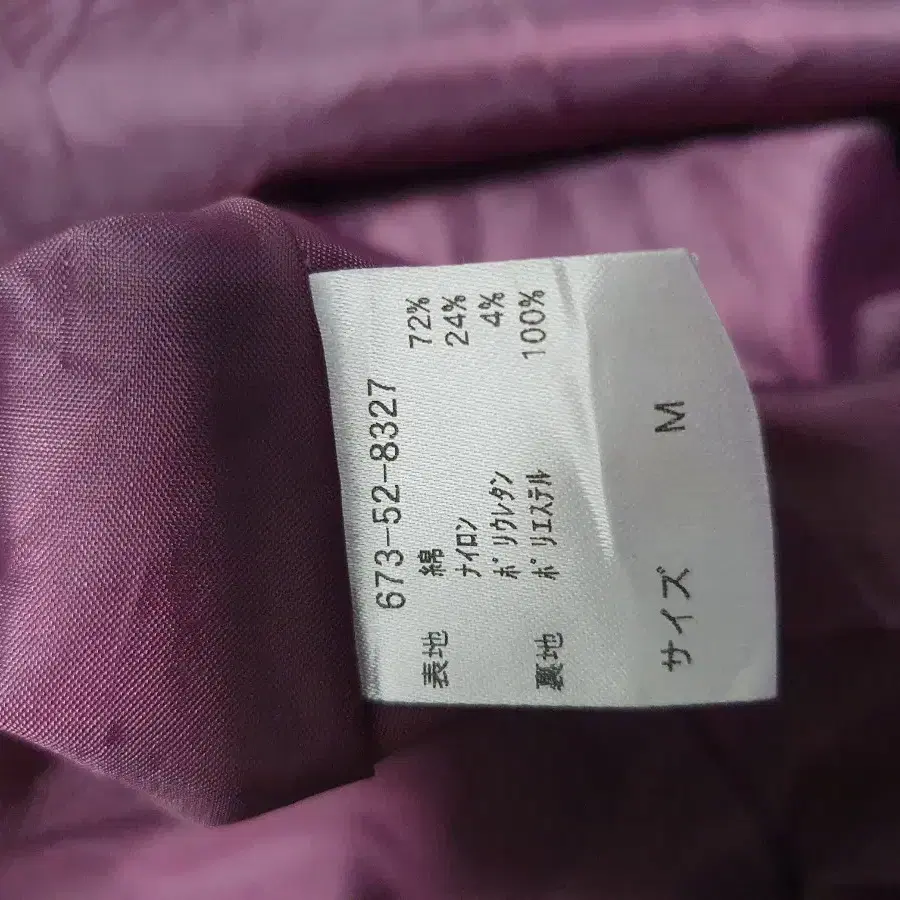 673-52-8327
表地 綿 72%
ナイロン 24%
ポリウレタン 4%
裏地 ポリエステル 100%
サイズ M